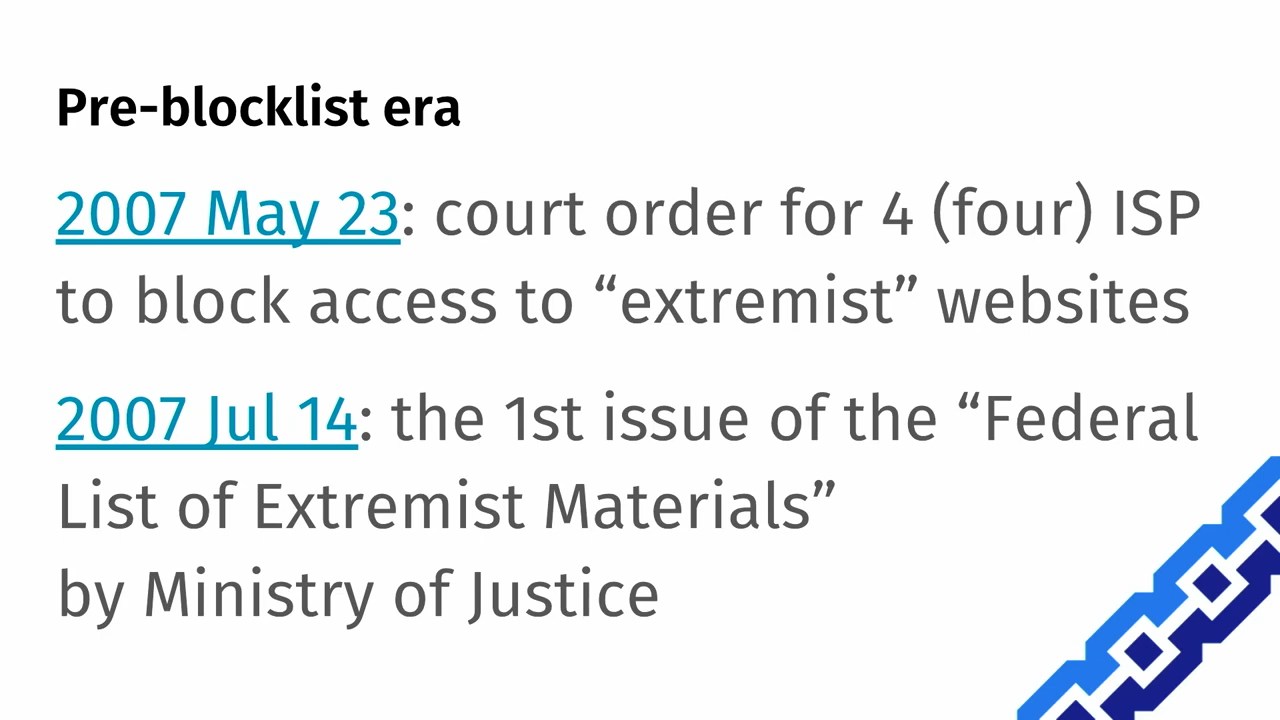 Pre-blocklist era
2007 May 23: court order for 4 (four) ISP
to block access to “extremist” websites
2007 Jul 14: the 1st issue of the “Federal
List of Extremist Materials”
by Ministry of Justice